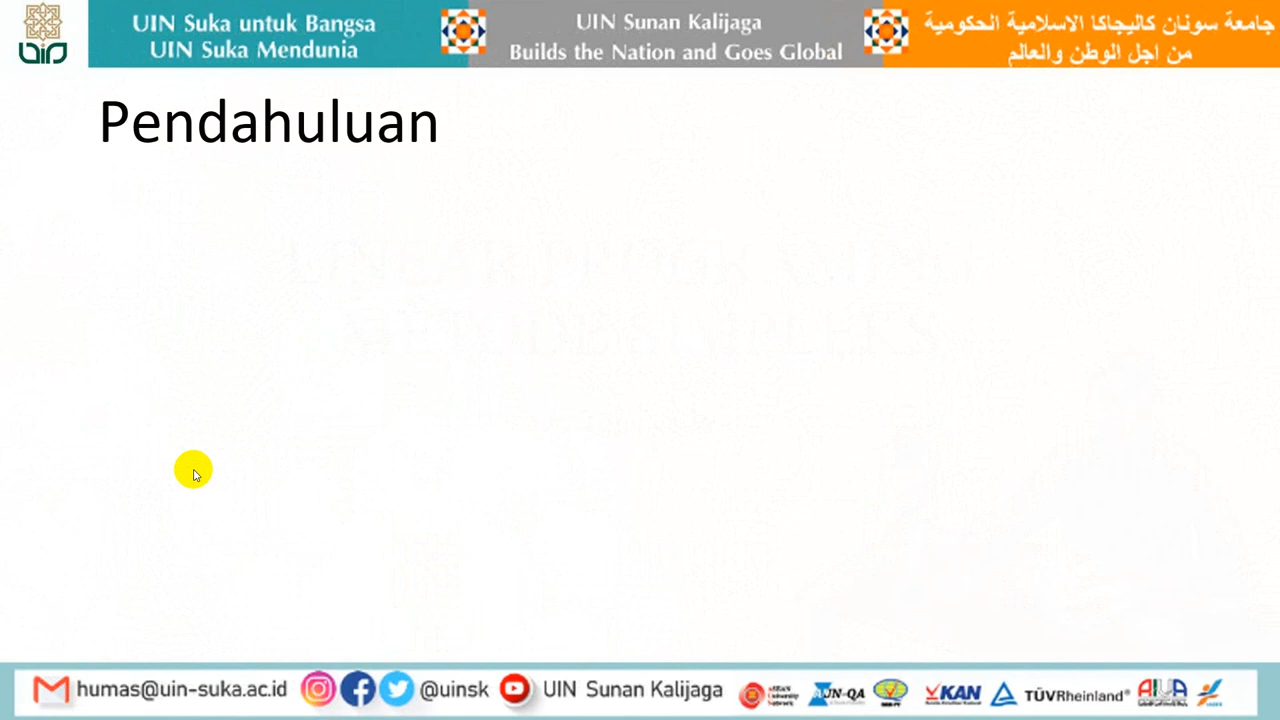 UIN Suka untuk Bangsa
UIN Suka Mendunia
UIN Sunan Kalijaga
Builds the Nation and Goes Global
جامعة سونان كاليجاكا الاسلامية الحكومية
من اجل الوطن والعالم
Pendahuluan
LINEAR PROGRAMING
humas@uin-suka.ac.id
@uinsk
UIN Sunan Kalijaga
AUN-QA
KAN
TÜVRheinland®